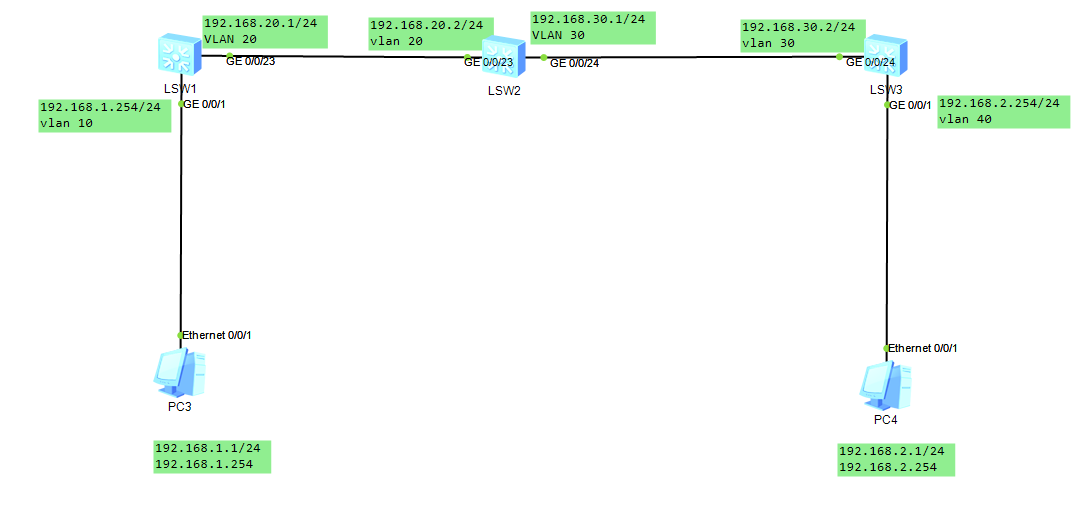 192.168.20.1/24
VLAN 20
192.168.20.2/24
vlan 20
192.168.30.1/24
VLAN 30
192.168.30.2/24
vlan 30
GE 0/0/23
GE 0/0/23
GE 0/0/24
GE 0/0/24
LSW1
LSW2
LSW3
192.168.1.254/24
vlan 10
GE 0/0/1
GE 0/0/1
192.168.2.254/24
vlan 40
Ethernet 0/0/1
Ethernet 0/0/1
PC3
PC4
192.168.1.1/24
192.168.1.254
192.168.2.1/24
192.168.2.254